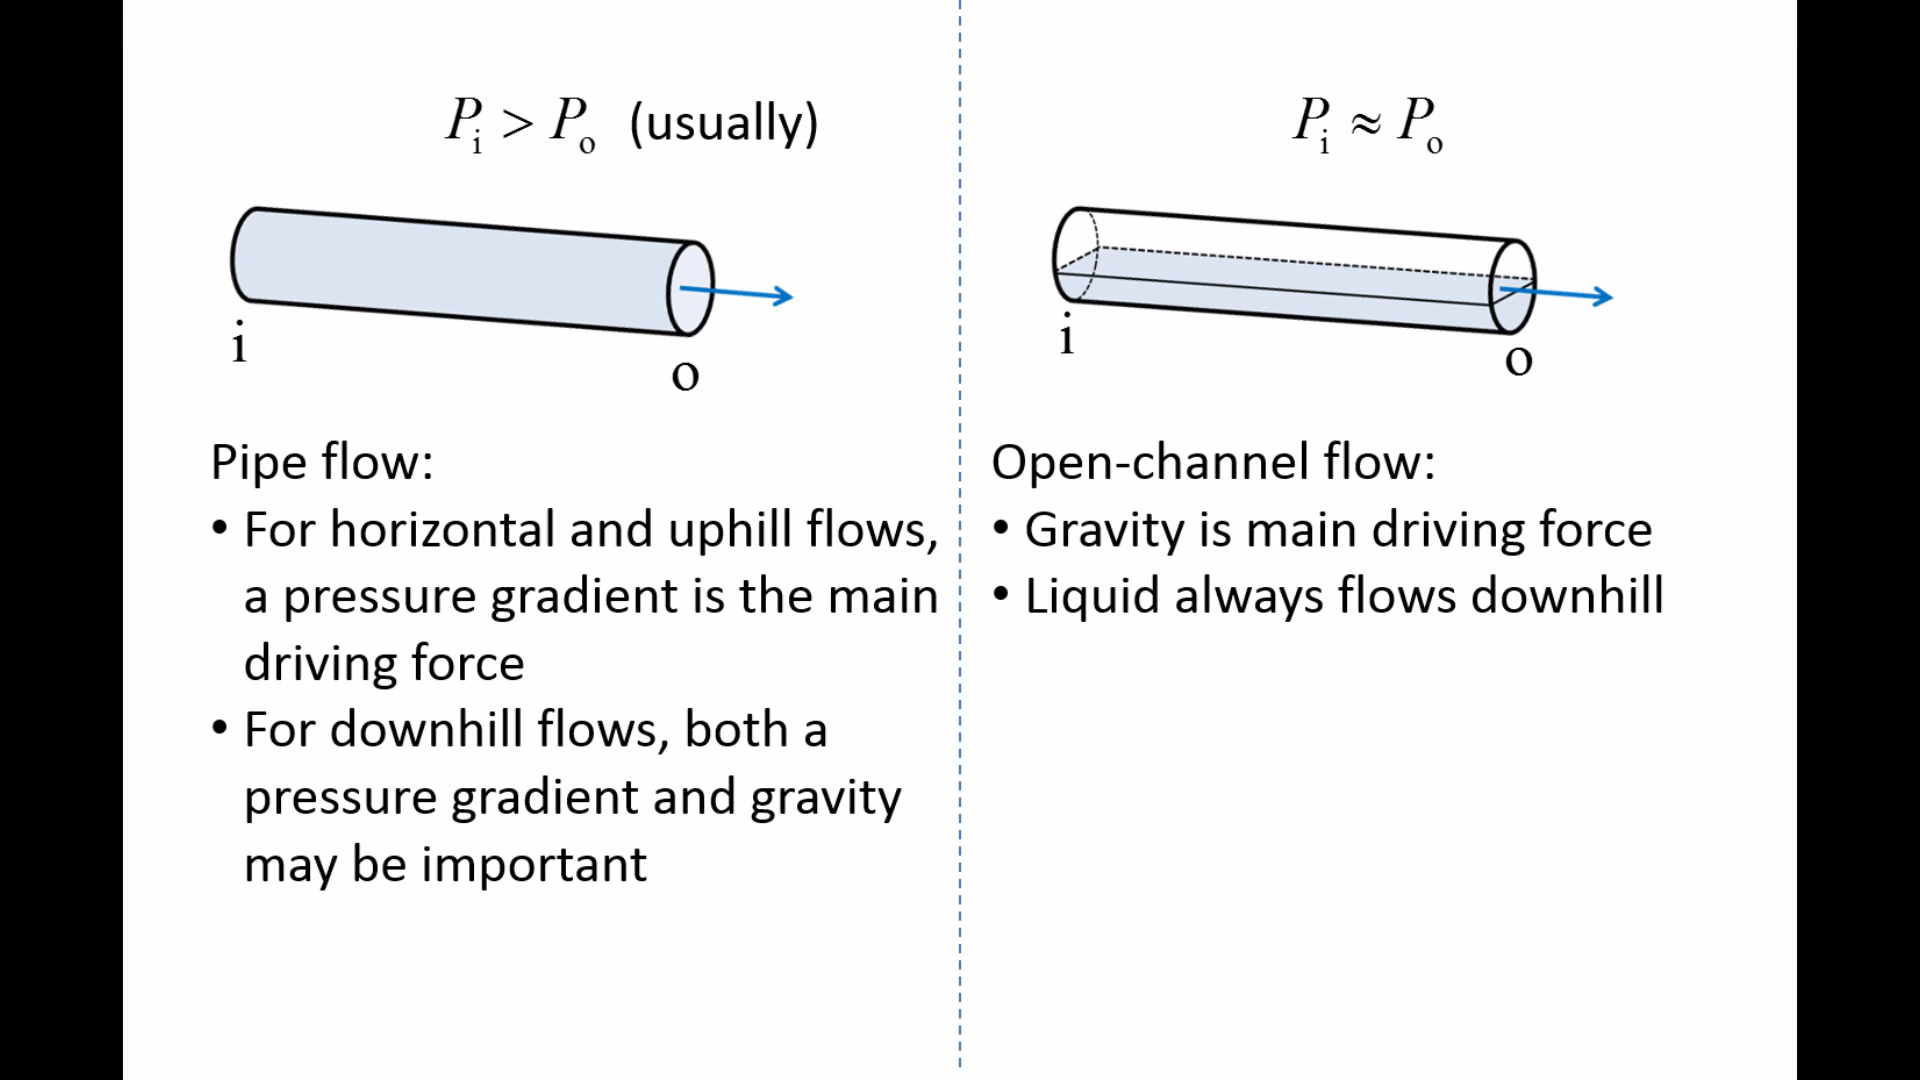 Pᵢ > Pₒ (usually)
i
o
Pipe flow:
• For horizontal and uphill flows,
a pressure gradient is the main
driving force
• For downhill flows, both a
pressure gradient and gravity
may be important
Pᵢ ≈ Pₒ
i
o
Open-channel flow:
• Gravity is main driving force
• Liquid always flows downhill